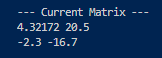 --- Current Matrix ---
4.32172 20.5
-2.3 -16.7